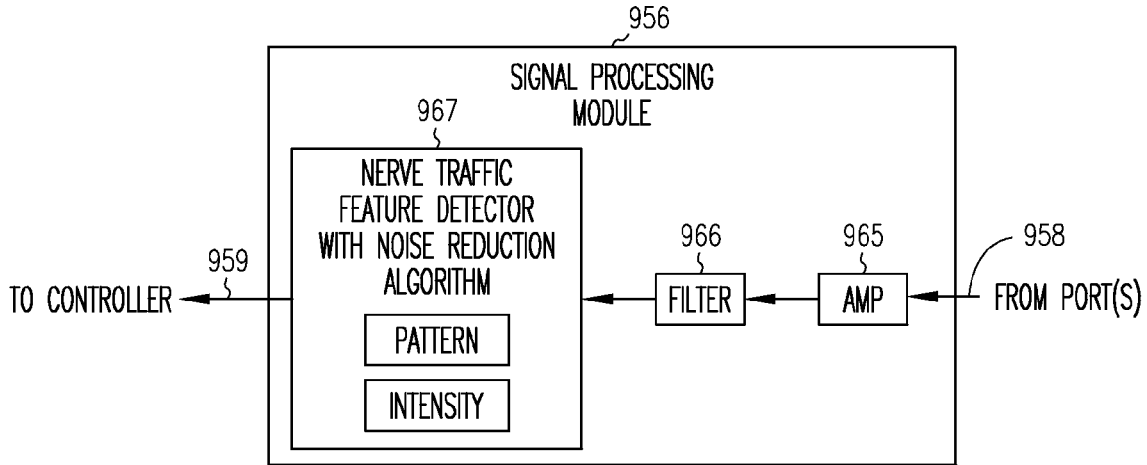 956
SIGNAL PROCESSING
MODULE
967
NERVE TRAFFIC
FEATURE DETECTOR
WITH NOISE REDUCTION
ALGORITHM
PATTERN
INTENSITY
966
FILTER
965
AMP
958
FROM PORT(S)
959
TO CONTROLLER